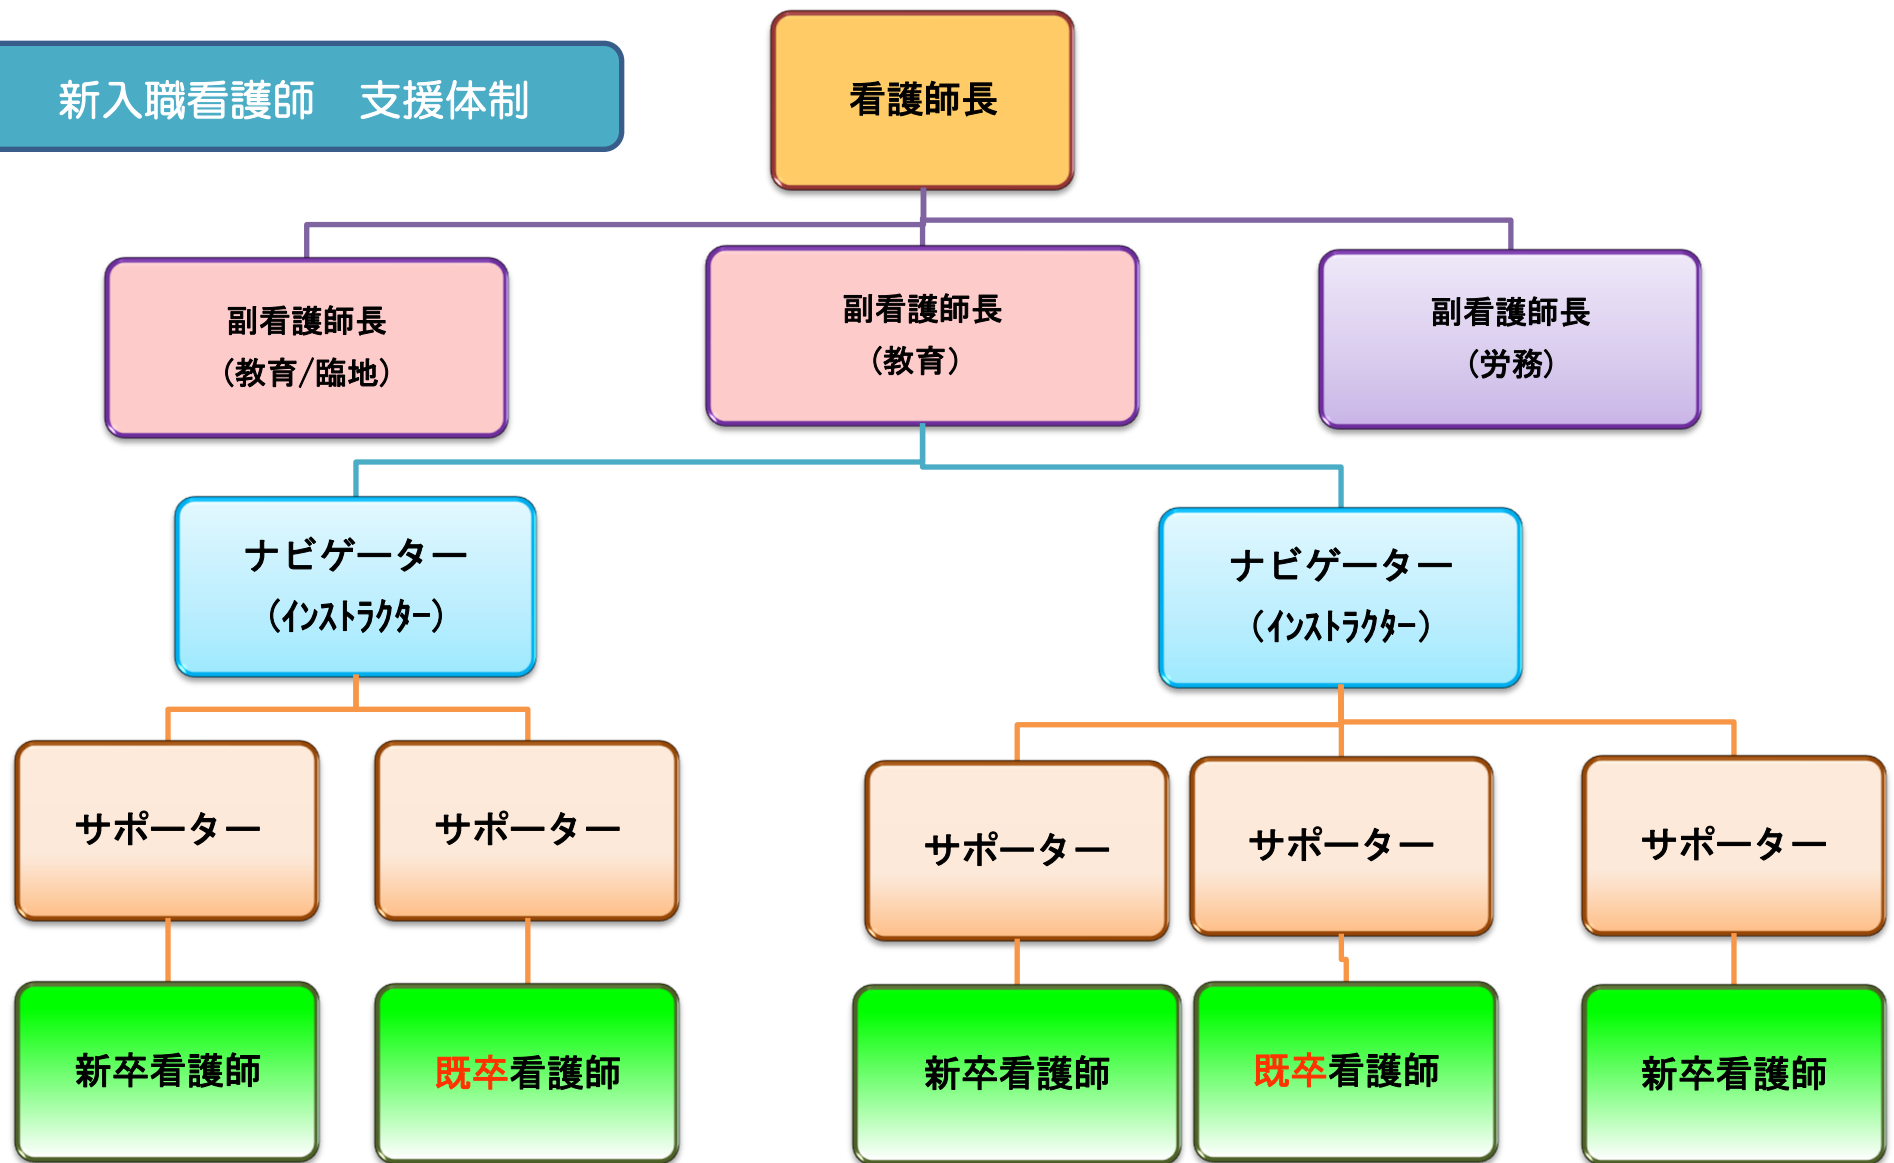 新入職看護師　支援体制
看護師長
副看護師長
(教育/臨地)
副看護師長
(教育)
副看護師長
(労務)
ナビゲーター
(インストラクター)
ナビゲーター
(インストラクター)
サポーター
サポーター
サポーター
サポーター
サポーター
新卒看護師
既卒看護師
新卒看護師
既卒看護師
新卒看護師